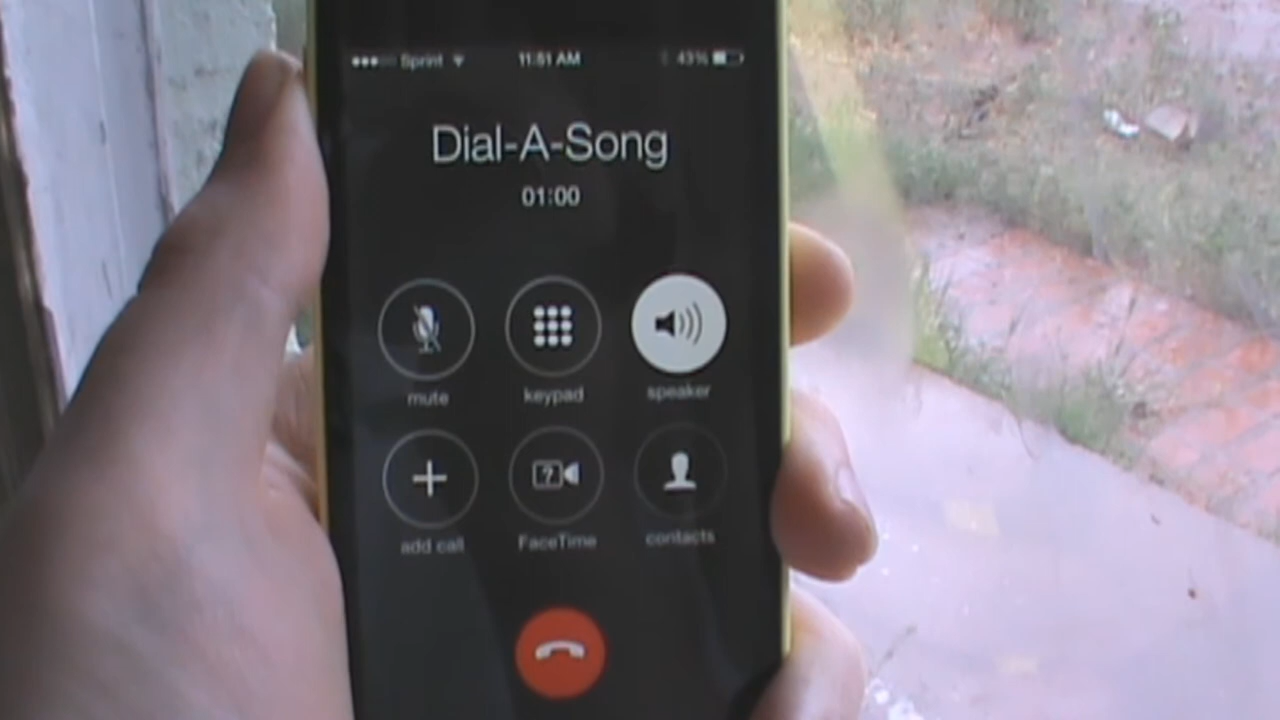 Sprint 11:51 AM 43%
Dial-A-Song
01:00
mute keypad speaker
?
add call FaceTime contacts